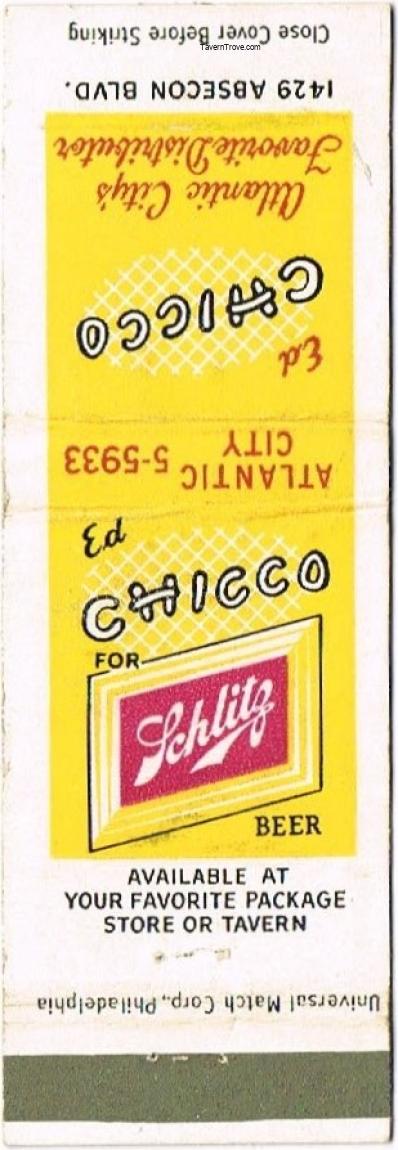 Close Cover Before Striking
TavernTrove.com
1429 ABSECON BLVD.
Atlantic City's
Favorite Distributor
Ed
CHICCO
ATLANTIC
CITY 5-5933
Ed
CHICCO
FOR
Schlitz
BEER
AVAILABLE AT
YOUR FAVORITE PACKAGE
STORE OR TAVERN
Universal Match Corp., Philadelphia